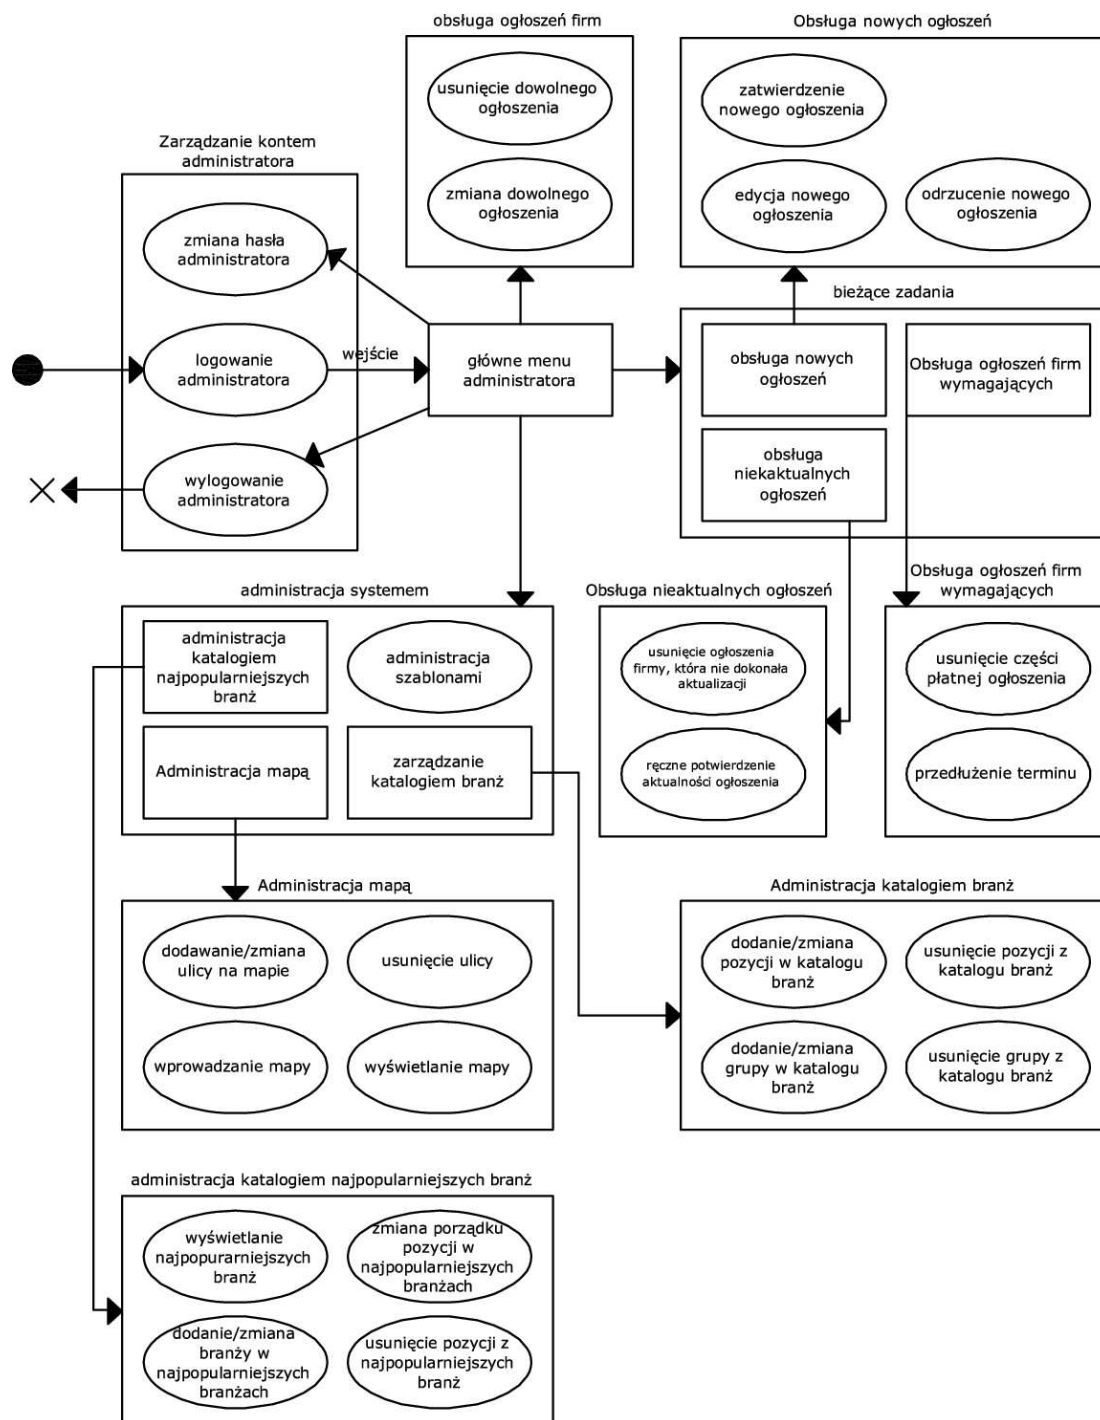 obsługa ogłoszeń firm
usunięcie dowolnego
ogłoszenia
zmiana dowolnego
ogłoszenia
Obsługa nowych ogłoszeń
zatwierdzenie
nowego ogłoszenia
edycja nowego
ogłoszenia
odrzucenie nowego
ogłoszenia
Zarządzanie kontem
administratora
zmiana hasła
administratora
logowanie
administratora
wejście
wylogowanie
administratora
główne menu
administratora
bieżące zadania
obsługa nowych
ogłoszeń
Obsługa ogłoszeń firm
wymagających
obsługa
niekaktualnych
ogłoszeń
administracja systemem
administracja
katalogiem
najpopularniejszych
branż
administracja
szablonami
Administracja mapą
zarządzanie
katalogiem branż
Obsługa nieaktualnych ogłoszeń
usunięcie ogłoszenia
firmy, która nie dokonała
aktualizacji
ręczne potwierdzenie
aktualności ogłoszenia
Obsługa ogłoszeń firm
wymagających
usunięcie części
płatnej ogłoszenia
przedłużenie terminu
Administracja mapą
dodawanie/zmiana
ulicy na mapie
usunięcie ulicy
wprowadzanie mapy
wyświetlanie mapy
Administracja katalogiem branż
dodanie/zmiana
pozycji w katalogu
branż
usunięcie pozycji z
katalogu branż
dodanie/zmiana
grupy w katalogu
branż
usunięcie grupy z
katalogu branż
administracja katalogiem najpopularniejszych branż
wyświetlanie
najpopurarniejszych
branż
zmiana porządku
pozycji w
najpopularniejszych
branżach
dodanie/zmiana
branży w
najpopularniejszych
branżach
usunięcie pozycji z
najpopularniejszych
branż